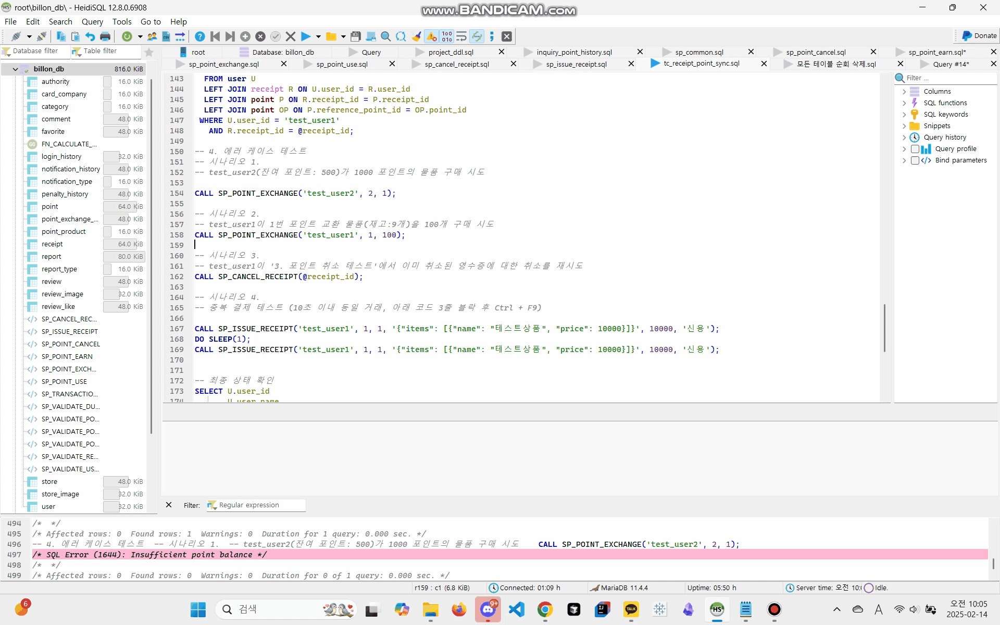 root\billon_db\ - HeidiSQL 12.8.0.6908
www.BANDICAM.com
File Edit Search Query Tools Go to Help
Donate
Database filter
Table filter
root
Database: billon_db
Query
project_ddl.sql
inquiry_point_history.sql
sp_common.sql
sp_point_cancel.sql
sp_point_earn.sql*
sp_point_exchange.sql
sp_point_use.sql
sp_cancel_receipt.sql
sp_issue_receipt.sql
tc_receipt_point_sync.sql
모든 테이블 순회 삭제.sql
Query #14*
billon_db 816.0 KiB
authority 16.0 KiB
card_company 16.0 KiB
category 16.0 KiB
comment 48.0 KiB
favorite 48.0 KiB
FN_CALCULATE_...
login_history 32.0 KiB
notification_history 48.0 KiB
notification_type 16.0 KiB
penalty_history 48.0 KiB
point 64.0 KiB
point_exchange_... 48.0 KiB
point_product 16.0 KiB
receipt 64.0 KiB
report 80.0 KiB
report_type 16.0 KiB
review 48.0 KiB
review_image 32.0 KiB
review_like 48.0 KiB
SP_CANCEL_REC...
SP_ISSUE_RECEIPT
SP_POINT_CANCEL
SP_POINT_EARN
SP_POINT_EXCH...
SP_POINT_USE
SP_TRANSACTIO...
SP_VALIDATE_DU...
SP_VALIDATE_PO...
SP_VALIDATE_PO...
SP_VALIDATE_PO...
SP_VALIDATE_RE...
SP_VALIDATE_US...
store 48.0 KiB
store_image 32.0 KiB
user 32.0 KiB
143 FROM user U
144 LEFT JOIN receipt R ON U.user_id = R.user_id
145 LEFT JOIN point P ON R.receipt_id = P.receipt_id
146 LEFT JOIN point OP ON P.reference_point_id = OP.point_id
147 WHERE U.user_id = 'test_user1'
148 AND R.receipt_id = @receipt_id;
149
150 -- 4. 에러 케이스 테스트
151 -- 시나리오 1.
152 -- test_user2(잔여 포인트: 500)가 1000 포인트의 물품 구매 시도
153
154 CALL SP_POINT_EXCHANGE('test_user2', 2, 1);
155
156 -- 시나리오 2.
157 -- test_user1이 1번 포인트 교환 물품(재고:9개)을 100개 구매 시도
158 CALL SP_POINT_EXCHANGE('test_user1', 1, 100);
159
160 -- 시나리오 3.
161 -- test_user1이 '3. 포인트 취소 테스트'에서 이미 취소된 영수증에 대한 취소를 재시도
162 CALL SP_CANCEL_RECEIPT(@receipt_id);
163
164 -- 시나리오 4.
165 -- 중복 결제 테스트 (10초 이내 동일 거래, 아래 코드 3줄 블락 후 Ctrl + F9)
166
167 CALL SP_ISSUE_RECEIPT('test_user1', 1, 1, '{"items": [{"name": "테스트상품", "price": 10000}]}', 10000, '신용');
168 DO SLEEP(1);
169 CALL SP_ISSUE_RECEIPT('test_user1', 1, 1, '{"items": [{"name": "테스트상품", "price": 10000}]}', 10000, '신용');
170
171
172 -- 최종 상태 확인
173 SELECT U.user_id
174 U.user_name
Filter ...
Columns
SQL functions
SQL keywords
Snippets
Query history
Query profile
Bind parameters
Filter: Regular expression
494 /* */
495 /* Affected rows: 0 Found rows: 1 Warnings: 0 Duration for 1 query: 0.000 sec. */
496 -- 4. 에러 케이스 테스트 -- 시나리오 1. -- test_user2(잔여 포인트: 500)가 1000 포인트의 물품 구매 시도 CALL SP_POINT_EXCHANGE('test_user2', 2, 1);
497 /* SQL Error (1644): Insufficient point balance */
498 /* */
499 /* Affected rows: 0 Found rows: 0 Warnings: 0 Duration for 0 of 1 query: 0.000 sec. */
r159 : c1 (6.8 KiB)
Connected: 01:09 h
MariaDB 11.4.4
Uptime: 05:50 h
Server time: 오전 10:
Idle.
6
검색
9+
TALK
HS
A
오전 10:05
2025-02-14